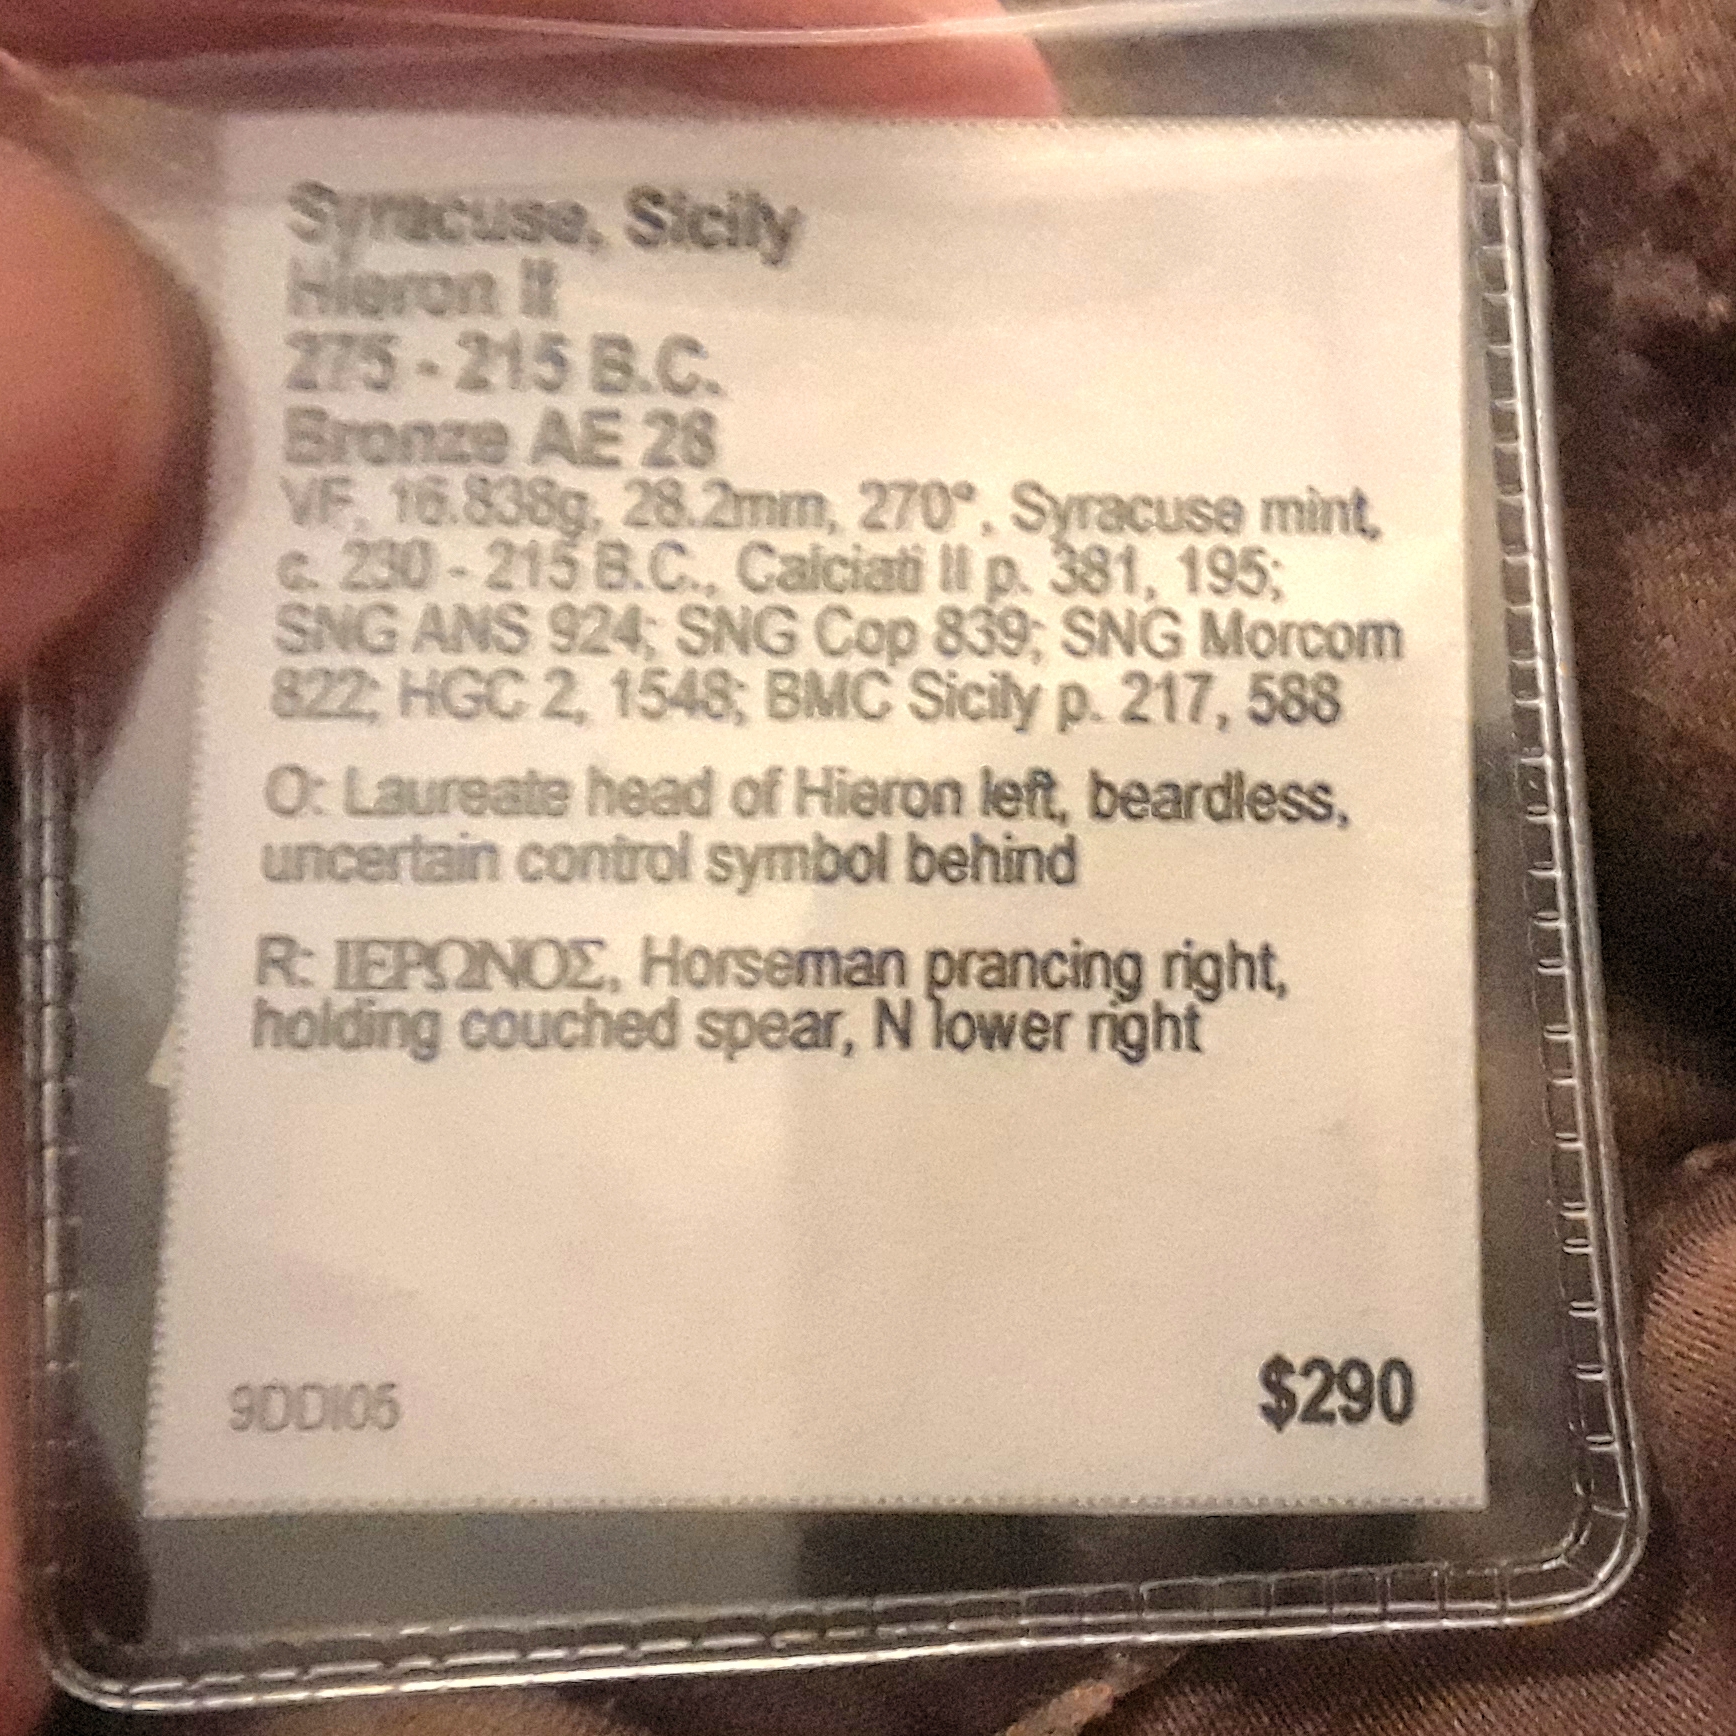 Syracuse, Sicily
Hieron II
275 - 215 B.C.
Bronze AE 28
VF, 16.838g, 28.2mm, 270°, Syracuse mint,
c. 230 - 215 B.C., Calciati II p. 381, 195;
SNG ANS 924; SNG Cop 839; SNG Morcom
822; HGC 2, 1548; BMC Sicily p. 217, 588
O: Laureate head of Hieron left, beardless,
uncertain control symbol behind
R: ΙΕΡΩΝΟΣ, Horseman prancing right,
holding couched spear, N lower right
9DDI05
$290